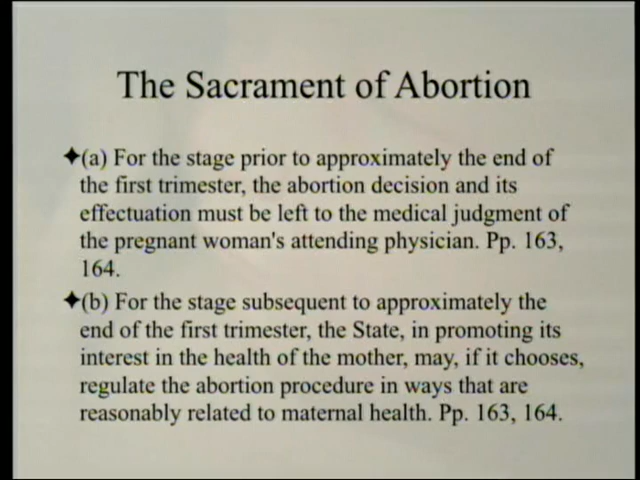 The Sacrament of Abortion
✦(a) For the stage prior to approximately the end of
the first trimester, the abortion decision and its
effectuation must be left to the medical judgment of
the pregnant woman's attending physician. Pp. 163,
164.
✦(b) For the stage subsequent to approximately the
end of the first trimester, the State, in promoting its
interest in the health of the mother, may, if it chooses,
regulate the abortion procedure in ways that are
reasonably related to maternal health. Pp. 163, 164.